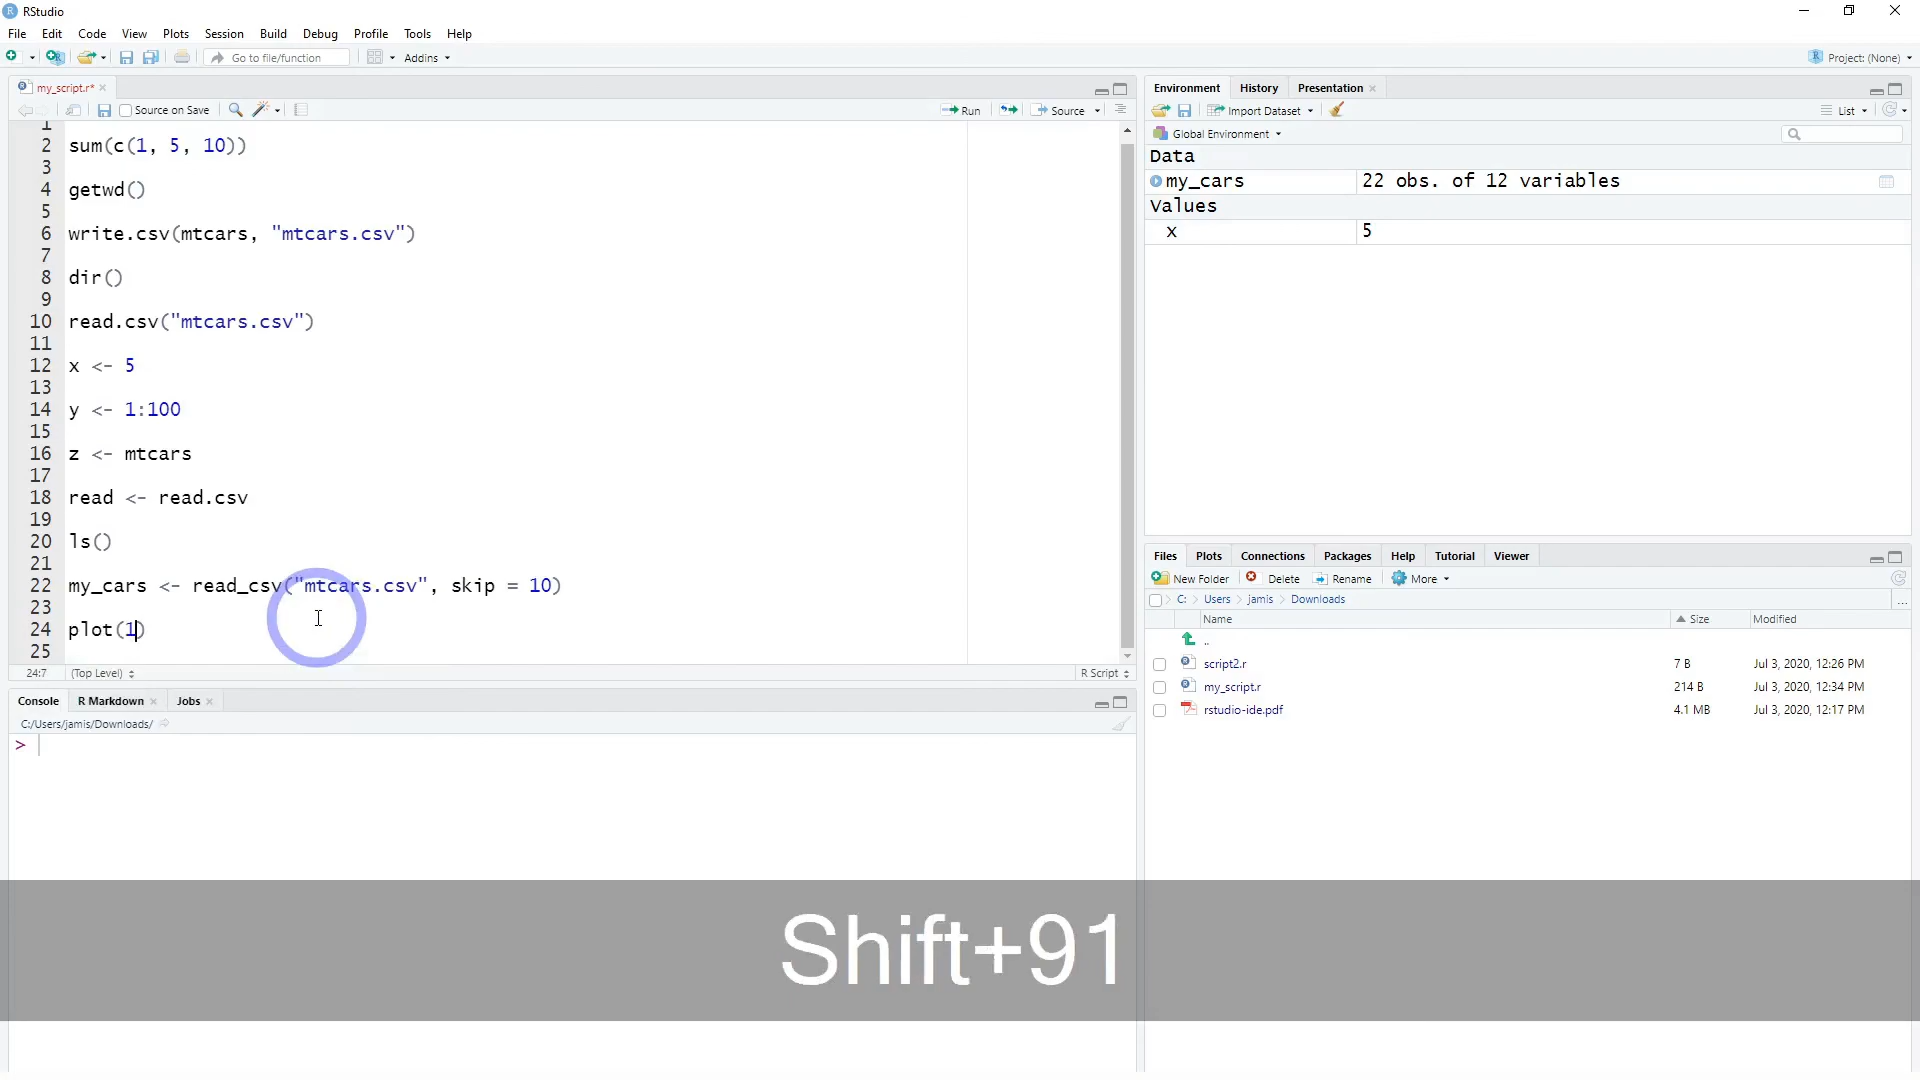 RStudio
File Edit Code View Plots Session Build Debug Profile Tools Help
Go to file/function Addins Project: (None)
my_script.r*
Source on Save Run Source
1
2 sum(c(1, 5, 10))
3
4 getwd()
5
6 write.csv(mtcars, "mtcars.csv")
7
8 dir()
9
10 read.csv("mtcars.csv")
11
12 x <- 5
13
14 y <- 1:100
15
16 z <- mtcars
17
18 read <- read.csv
19
20 ls()
21
22 my_cars <- read_csv("mtcars.csv", skip = 10)
23
24 plot(1)
25
24:7 (Top Level) R Script
Console R Markdown Jobs
C:/Users/jamis/Downloads/
>
Environment History Presentation
Import Dataset List
Global Environment
Data
my_cars 22 obs. of 12 variables
Values
x 5
Files Plots Connections Packages Help Tutorial Viewer
New Folder Delete Rename More
C: Users jamis Downloads ...
Name Size Modified
..
script2.r 7 B Jul 3, 2020, 12:26 PM
my_script.r 214 B Jul 3, 2020, 12:34 PM
rstudio-ide.pdf 4.1 MB Jul 3, 2020, 12:17 PM
Shift+91